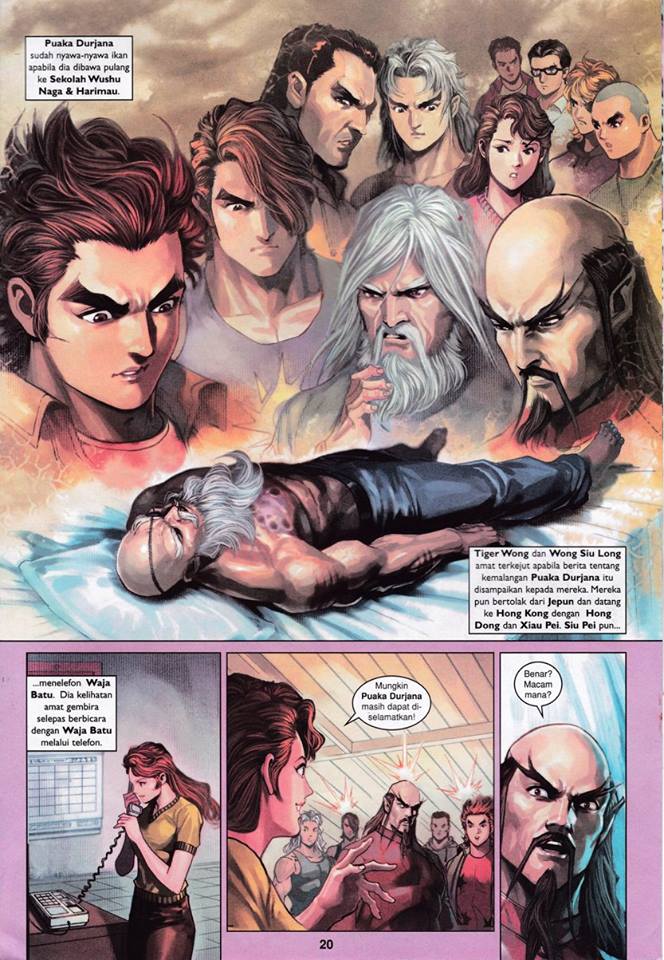 Puaka Durjana
sudah nyawa-nyawa ikan
apabila dia dibawa pulang
ke Sekolah Wushu
Naga & Harimau.
Tiger Wong dan Wong Siu Long
amat terkejut apabila berita tentang
kemalangan Puaka Durjana itu
disampaikan kepada mereka. Mereka
pun bertolak dari Jepun dan datang
ke Hong Kong dengan Hong
Dong dan Xiau Pei. Siu Pei pun...
...menelefon Waja
Batu. Dia kelihatan
amat gembira
selepas berbicara
dengan Waja Batu
melalui telefon.
Mungkin
Puaka Durjana
masih dapat di-
selamatkan!
Benar?
Macam
mana?
20